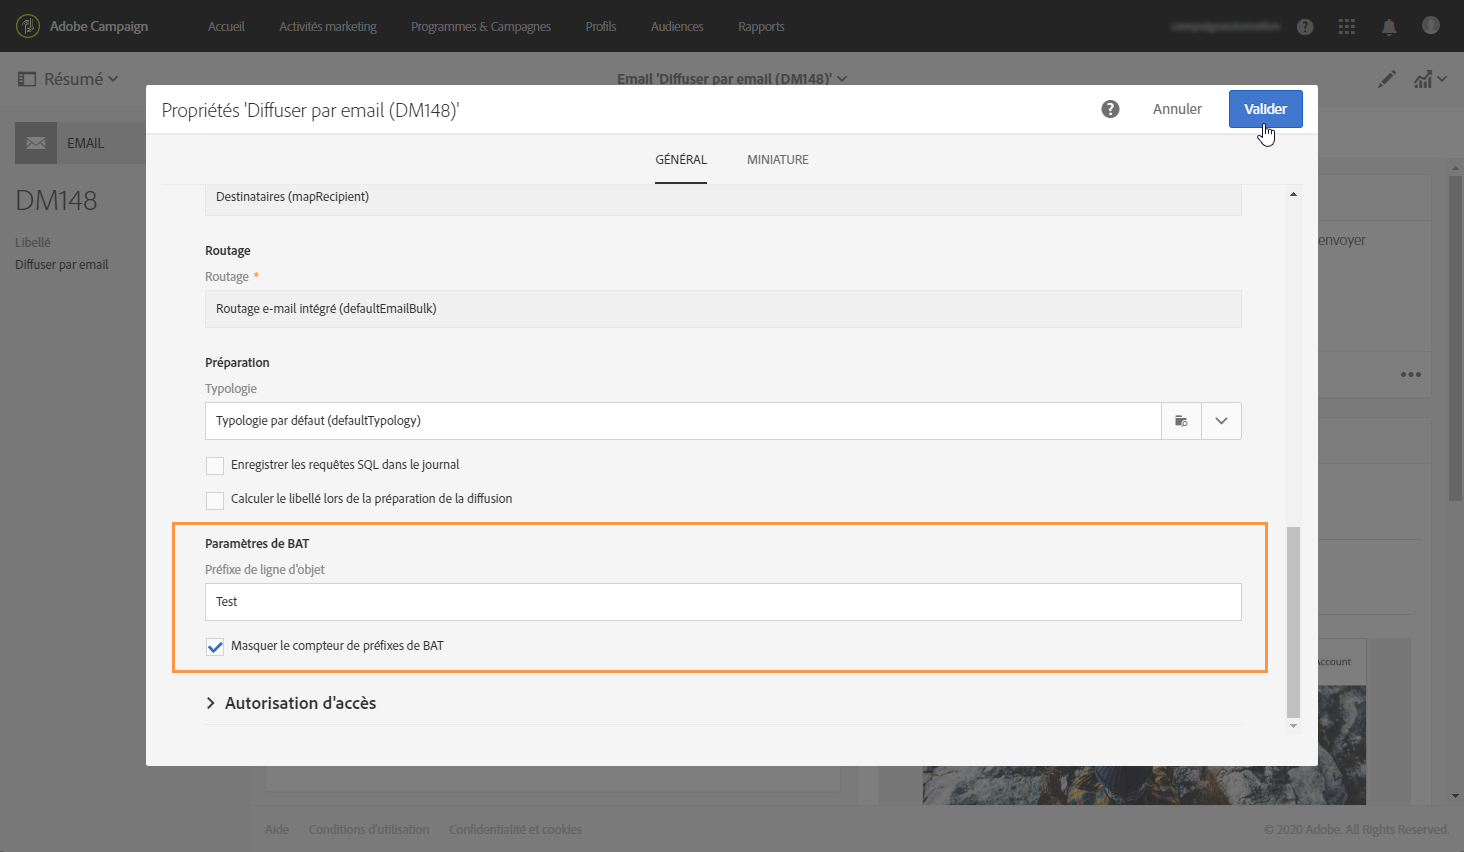 Adobe Campaign
Accueil
Activités marketing
Programmes & Campagnes
Profils
Audiences
Rapports
Résumé
Email 'Diffuser par email (DM148)'
Propriétés 'Diffuser par email (DM148)'
Annuler
Valider
EMAIL
GÉNÉRAL
MINIATURE
DM148
Libellé
Diffuser par email
Destinataires (mapRecipient)
envoyer
Routage
Routage *
Routage e-mail intégré (defaultEmailBulk)
Préparation
Typologie
Typologie par défaut (defaultTypology)
Enregistrer les requêtes SQL dans le journal
Calculer le libellé lors de la préparation de la diffusion
Paramètres de BAT
Préfixe de ligne d'objet
Test
Masquer le compteur de préfixes de BAT
Account
Autorisation d'accès
Aide
Conditions d'utilisation
Confidentialité et cookies
© 2020 Adobe. All Rights Reserved.